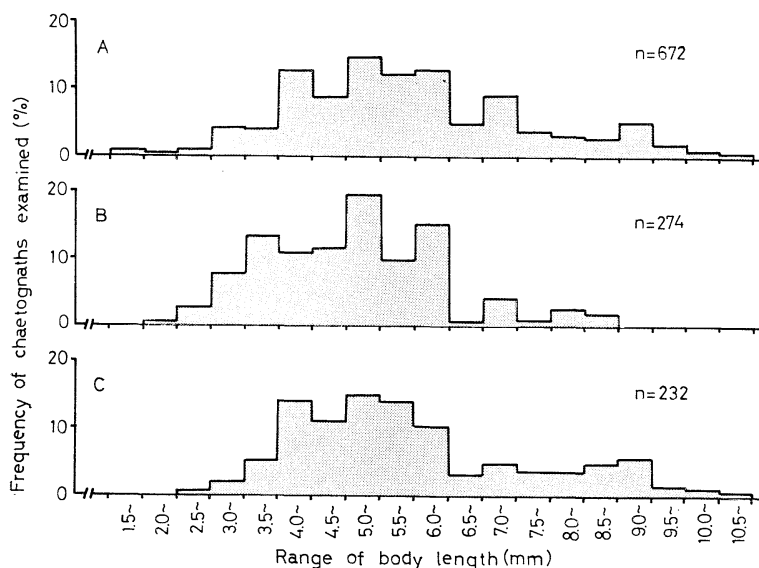 Frequency of chaetognaths examined (%)
20
A
n=672
10
0
20
B
n=274
10
0
20
C
n=232
10
0
1.5~ 2.0~ 2.5~ 3.0~ 3.5~ 4.0~ 4.5~ 5.0~ 5.5~ 6.0~ 6.5~ 7.0~ 7.5~ 8.0~ 8.5~ 9.0~ 9.5~ 10.0~ 10.5~
Range of body length (mm)